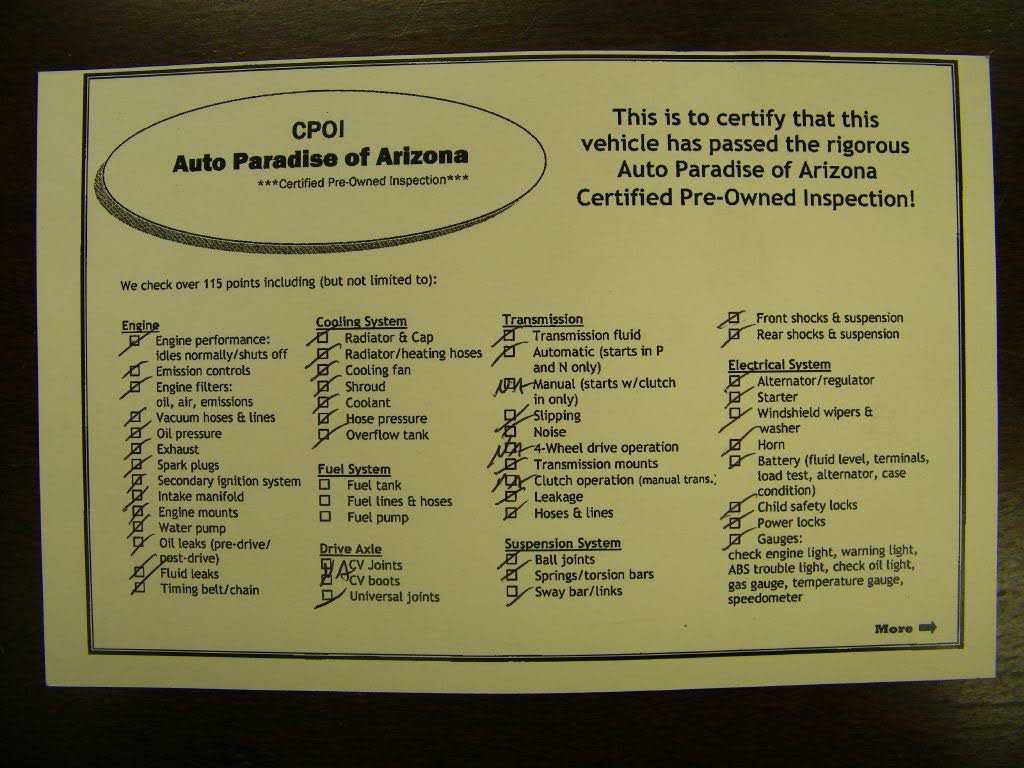 CPOI
Auto Paradise of Arizona
***Certified Pre-Owned Inspection***
This is to certify that this
vehicle has passed the rigorous
Auto Paradise of Arizona
Certified Pre-Owned Inspection!
We check over 115 points including (but not limited to):
Engine
Engine performance:
idles normally/shuts off
Emission controls
Engine filters:
oil, air, emissions
Vacuum hoses & lines
Oil pressure
Exhaust
Spark plugs
Secondary ignition system
Intake manifold
Engine mounts
Water pump
Oil leaks (pre-drive/
post-drive)
Fluid leaks
Timing belt/chain
Cooling System
Radiator & Cap
Radiator/heating hoses
Cooling fan
Shroud
Coolant
Hose pressure
Overflow tank
Fuel System
Fuel tank
Fuel lines & hoses
Fuel pump
Drive Axle
NA
CV Joints
CV boots
Universal joints
Transmission
Transmission fluid
Automatic (starts in P
and N only)
NA Manual (starts w/clutch
in only)
Slipping
Noise
NA 4-Wheel drive operation
Transmission mounts
NA Clutch operation (manual trans.)
Leakage
Hoses & lines
Suspension System
Ball joints
Springs/torsion bars
Sway bar/links
Front shocks & suspension
Rear shocks & suspension
Electrical System
Alternator/regulator
Starter
Windshield wipers &
washer
Horn
Battery (fluid level, terminals,
load test, alternator, case
condition)
Child safety locks
Power locks
Gauges:
check engine light, warning light,
ABS trouble light, check oil light,
gas gauge, temperature gauge,
speedometer
More